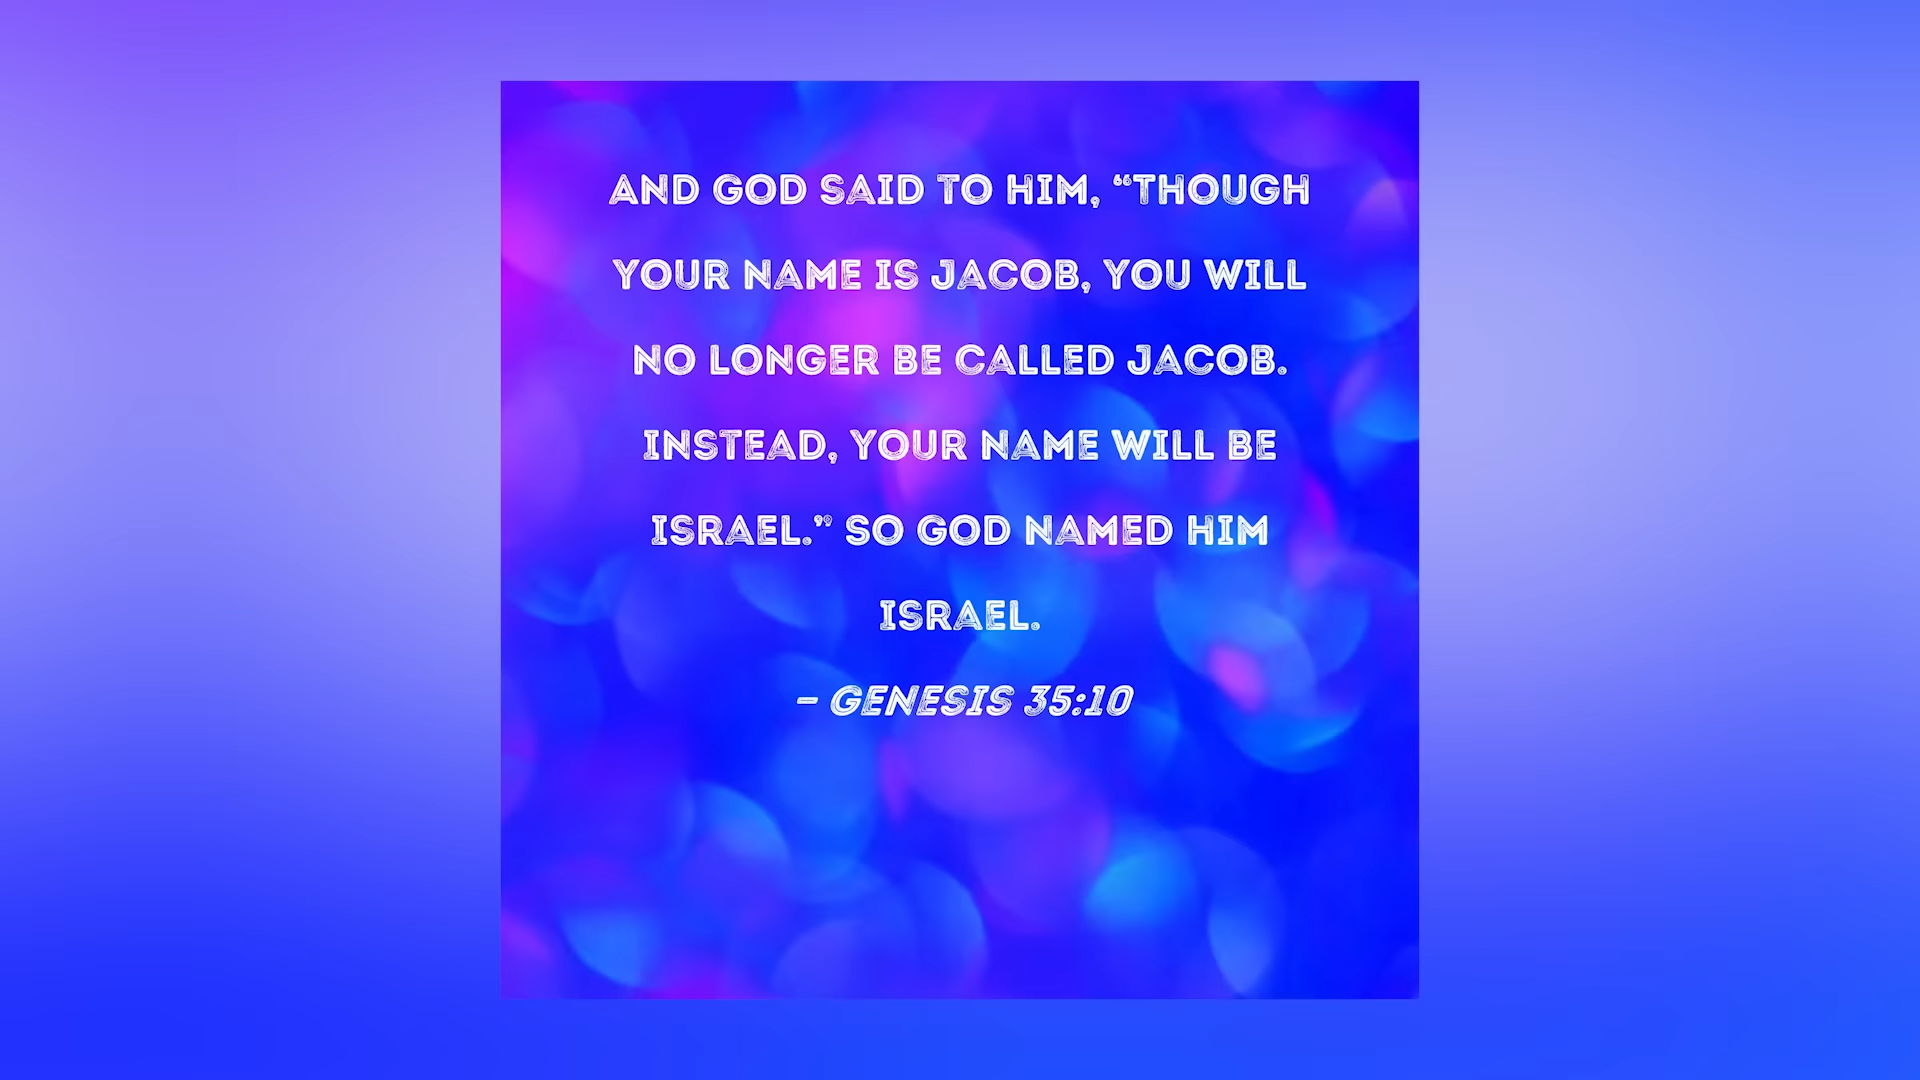 AND GOD SAID TO HIM, “THOUGH
YOUR NAME IS JACOB, YOU WILL
NO LONGER BE CALLED JACOB.
INSTEAD, YOUR NAME WILL BE
ISRAEL.” SO GOD NAMED HIM
ISRAEL.
– GENESIS 35:10